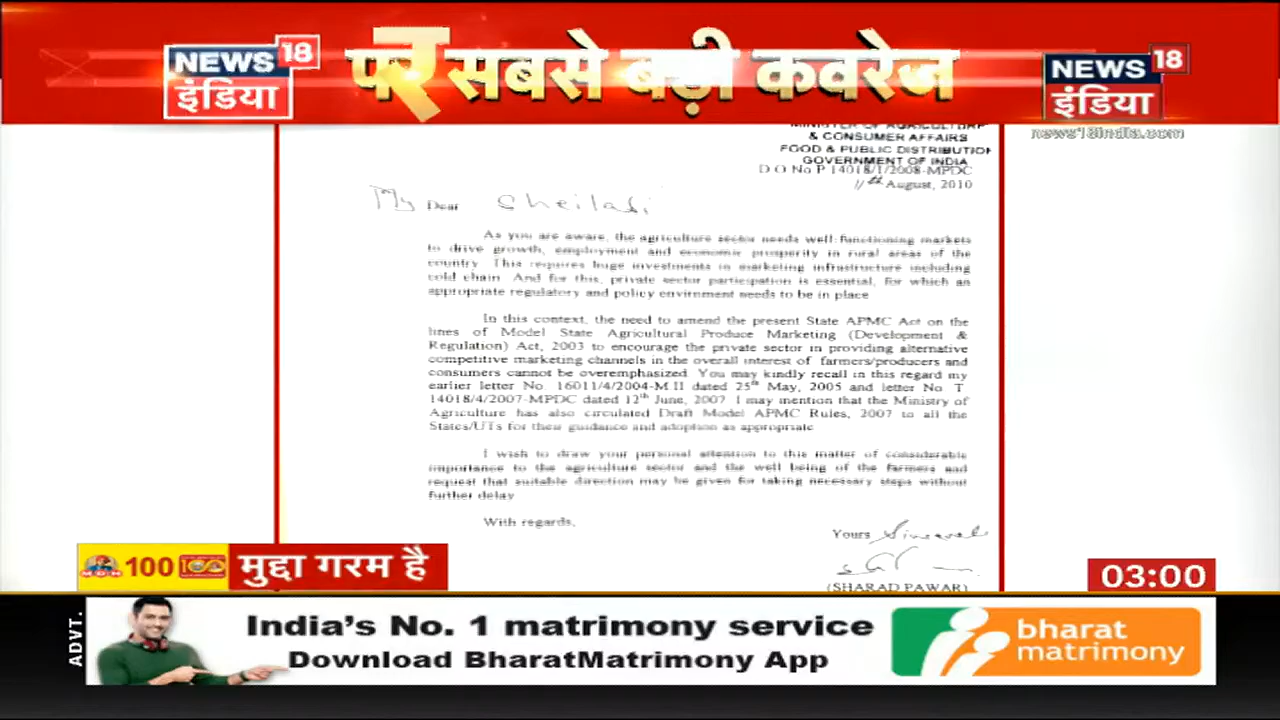 NEWS 18 इंडिया
पर सबसे बड़ी कवरेज
NEWS 18 इंडिया
news18india.com
MINISTER OF AGRICULTURE
& CONSUMER AFFAIRS
FOOD & PUBLIC DISTRIBUTION
GOVERNMENT OF INDIA
D O No P 14018/1/2008-MPDC
11th August, 2010
My Dear Sheilaji
As you are aware, the agriculture sector needs well-functioning markets
to drive growth, employment and economic prosperity in rural areas of the
country. This requires huge investments in marketing infrastructure including
cold chain. And for this, private sector participation is essential, for which an
appropriate regulatory and policy envirnment needs to be in place
In this context, the need to amend the present State APMC Act on the
lines of Model State Agricultural Produce Marketing (Development &
Regulation) Act, 2003 to encourage the private sector in providing alternative
competitive marketing channels in the overall interest of farmers/producers and
consumers cannot be overemphasized. You may kindly recall in this regard my
earlier letter No. 16011/4/2004-M II dated 25th May, 2005 and letter No T
14018/4/2007-MPDC dated 12th June, 2007 I may mention that the Ministry of
Agriculture has also circulated Draft Model APMC Rules, 2007 to all the
States/UTs for their guidance and adoption as appropriate
I wish to draw your personal attention to this matter of considerable
importance to the agriculture sector and the well being of the farmers and
request that suitable direction may be given for taking necessary steps without
further delay
With regards,
Yours Sincerely
(SHARAD PAWAR)
100 100 मुद्दा गरम है
03:00
ADVT.
India's No. 1 matrimony service
Download BharatMatrimony App
bharat
matrimony